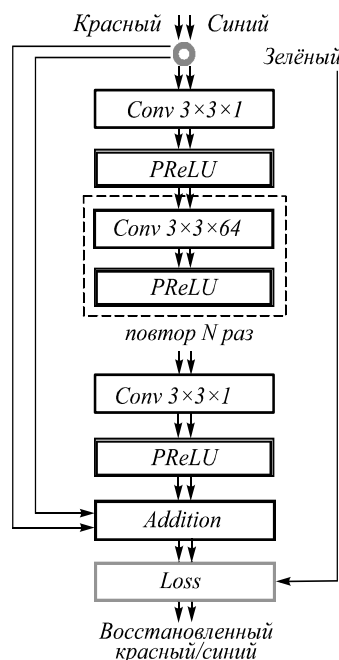 Красный Синий
Зелёный
Conv 3×3×1
PReLU
Conv 3×3×64
PReLU
повтор N раз
Conv 3×3×1
PReLU
Addition
Loss
Восстановленный
красный/синий